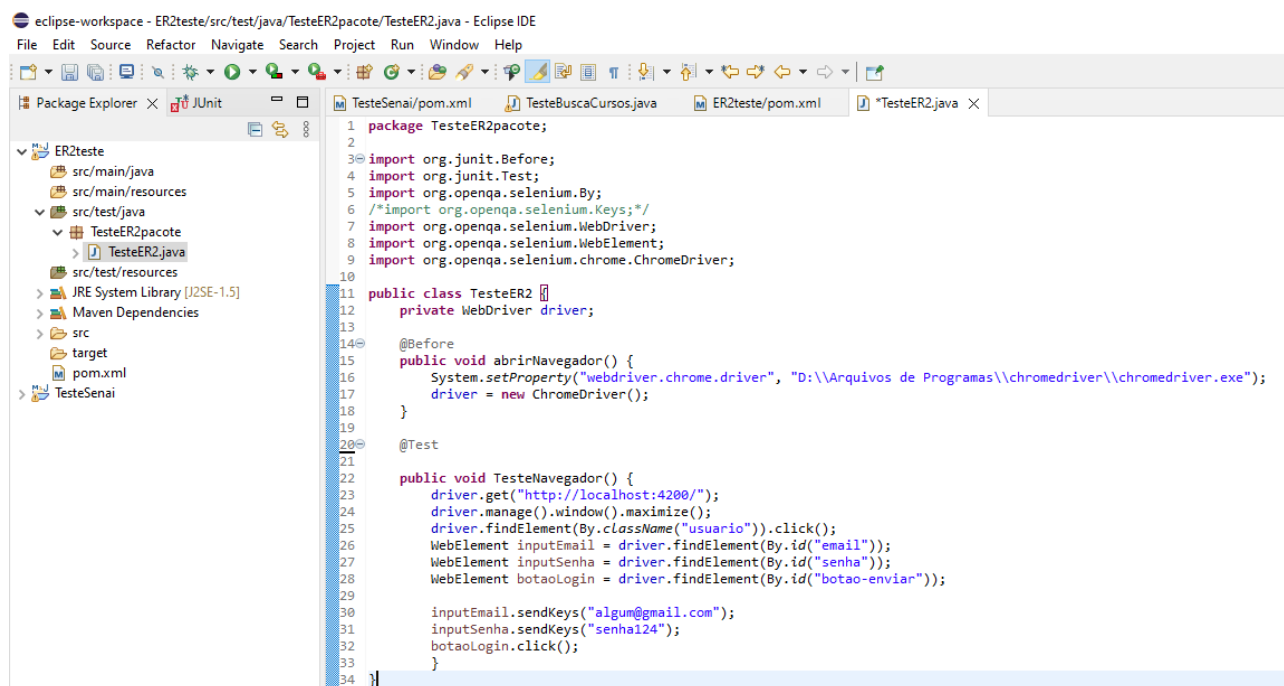 eclipse-workspace - ER2teste/src/test/java/TesteER2pacote/TesteER2.java - Eclipse IDE
File Edit Source Refactor Navigate Search Project Run Window Help
Package Explorer JUnit
TesteSenai/pom.xml TesteBuscaCursos.java ER2teste/pom.xml *TesteER2.java
ER2teste
src/main/java
src/main/resources
src/test/java
TesteER2pacote
TesteER2.java
src/test/resources
JRE System Library [J2SE-1.5]
Maven Dependencies
src
target
pom.xml
TesteSenai
1 package TesteER2pacote;
2
3 import org.junit.Before;
4 import org.junit.Test;
5 import org.openqa.selenium.By;
6 /*import org.openqa.selenium.Keys;*/
7 import org.openqa.selenium.WebDriver;
8 import org.openqa.selenium.WebElement;
9 import org.openqa.selenium.chrome.ChromeDriver;
10
11 public class TesteER2 {
12     private WebDriver driver;
13
14     @Before
15     public void abrirNavegador() {
16         System.setProperty("webdriver.chrome.driver", "D:\\Arquivos de Programas\\chromedriver\\chromedriver.exe");
17         driver = new ChromeDriver();
18     }
19
20     @Test
21
22     public void TesteNavegador() {
23         driver.get("http://localhost:4200/");
24         driver.manage().window().maximize();
25         driver.findElement(By.className("usuario")).click();
26         WebElement inputEmail = driver.findElement(By.id("email"));
27         WebElement inputSenha = driver.findElement(By.id("senha"));
28         WebElement botaoLogin = driver.findElement(By.id("botao-enviar"));
29
30         inputEmail.sendKeys("algum@gmail.com");
31         inputSenha.sendKeys("senha124");
32         botaoLogin.click();
33         }
34 }